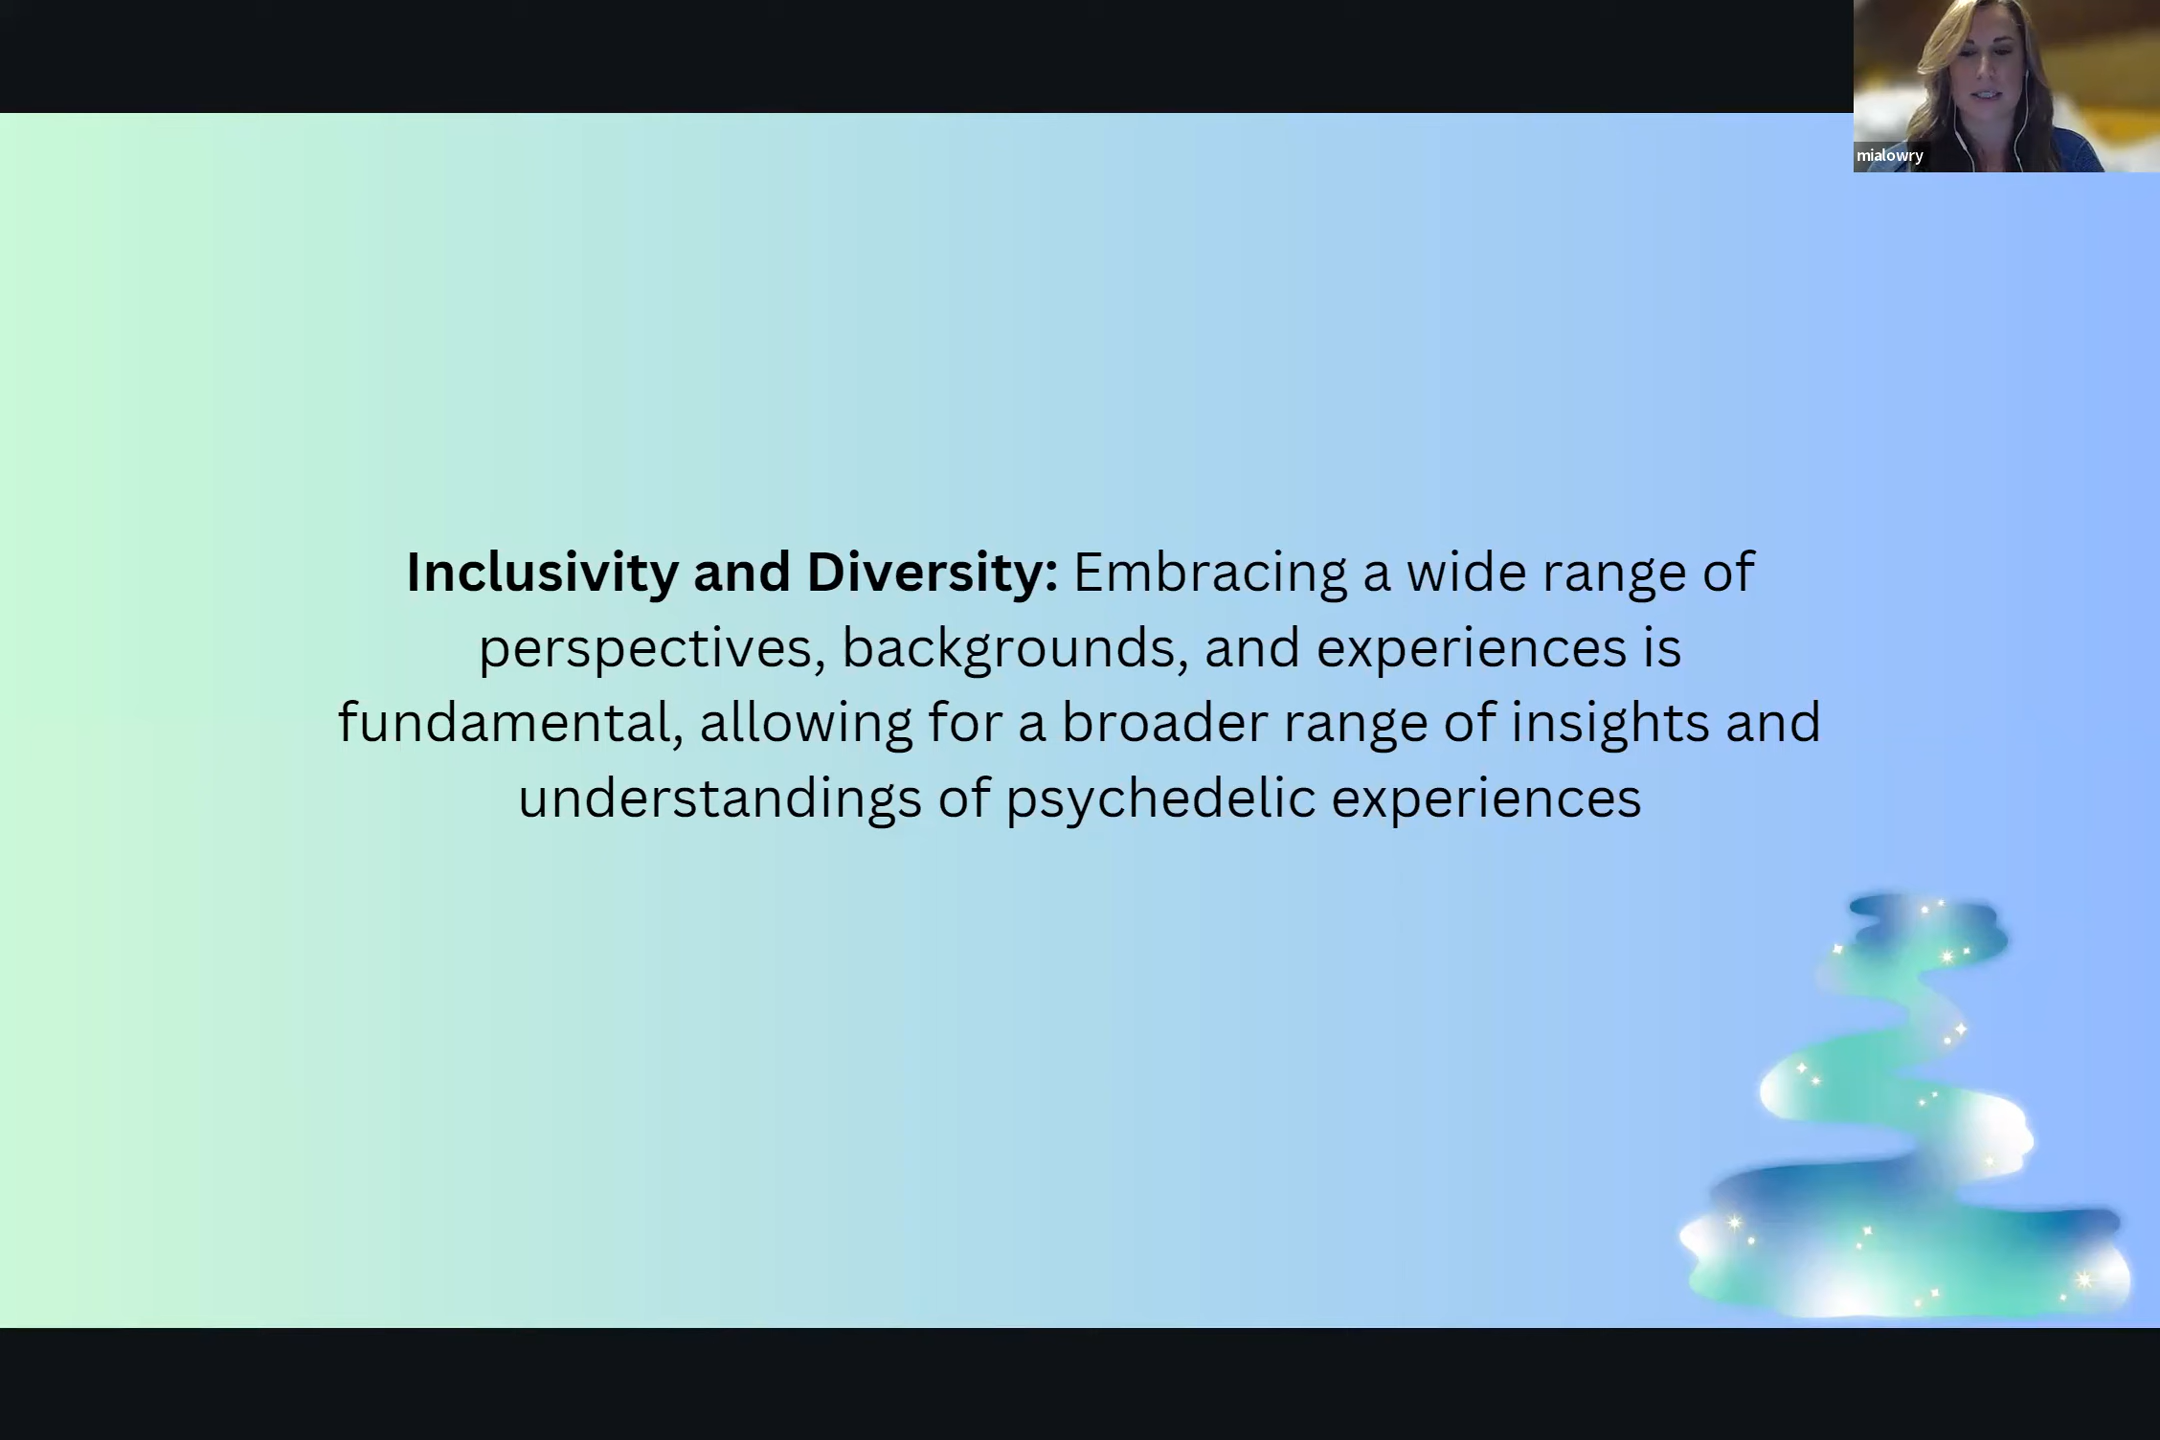 mialowry
Inclusivity and Diversity: Embracing a wide range of
perspectives, backgrounds, and experiences is
fundamental, allowing for a broader range of insights and
understandings of psychedelic experiences